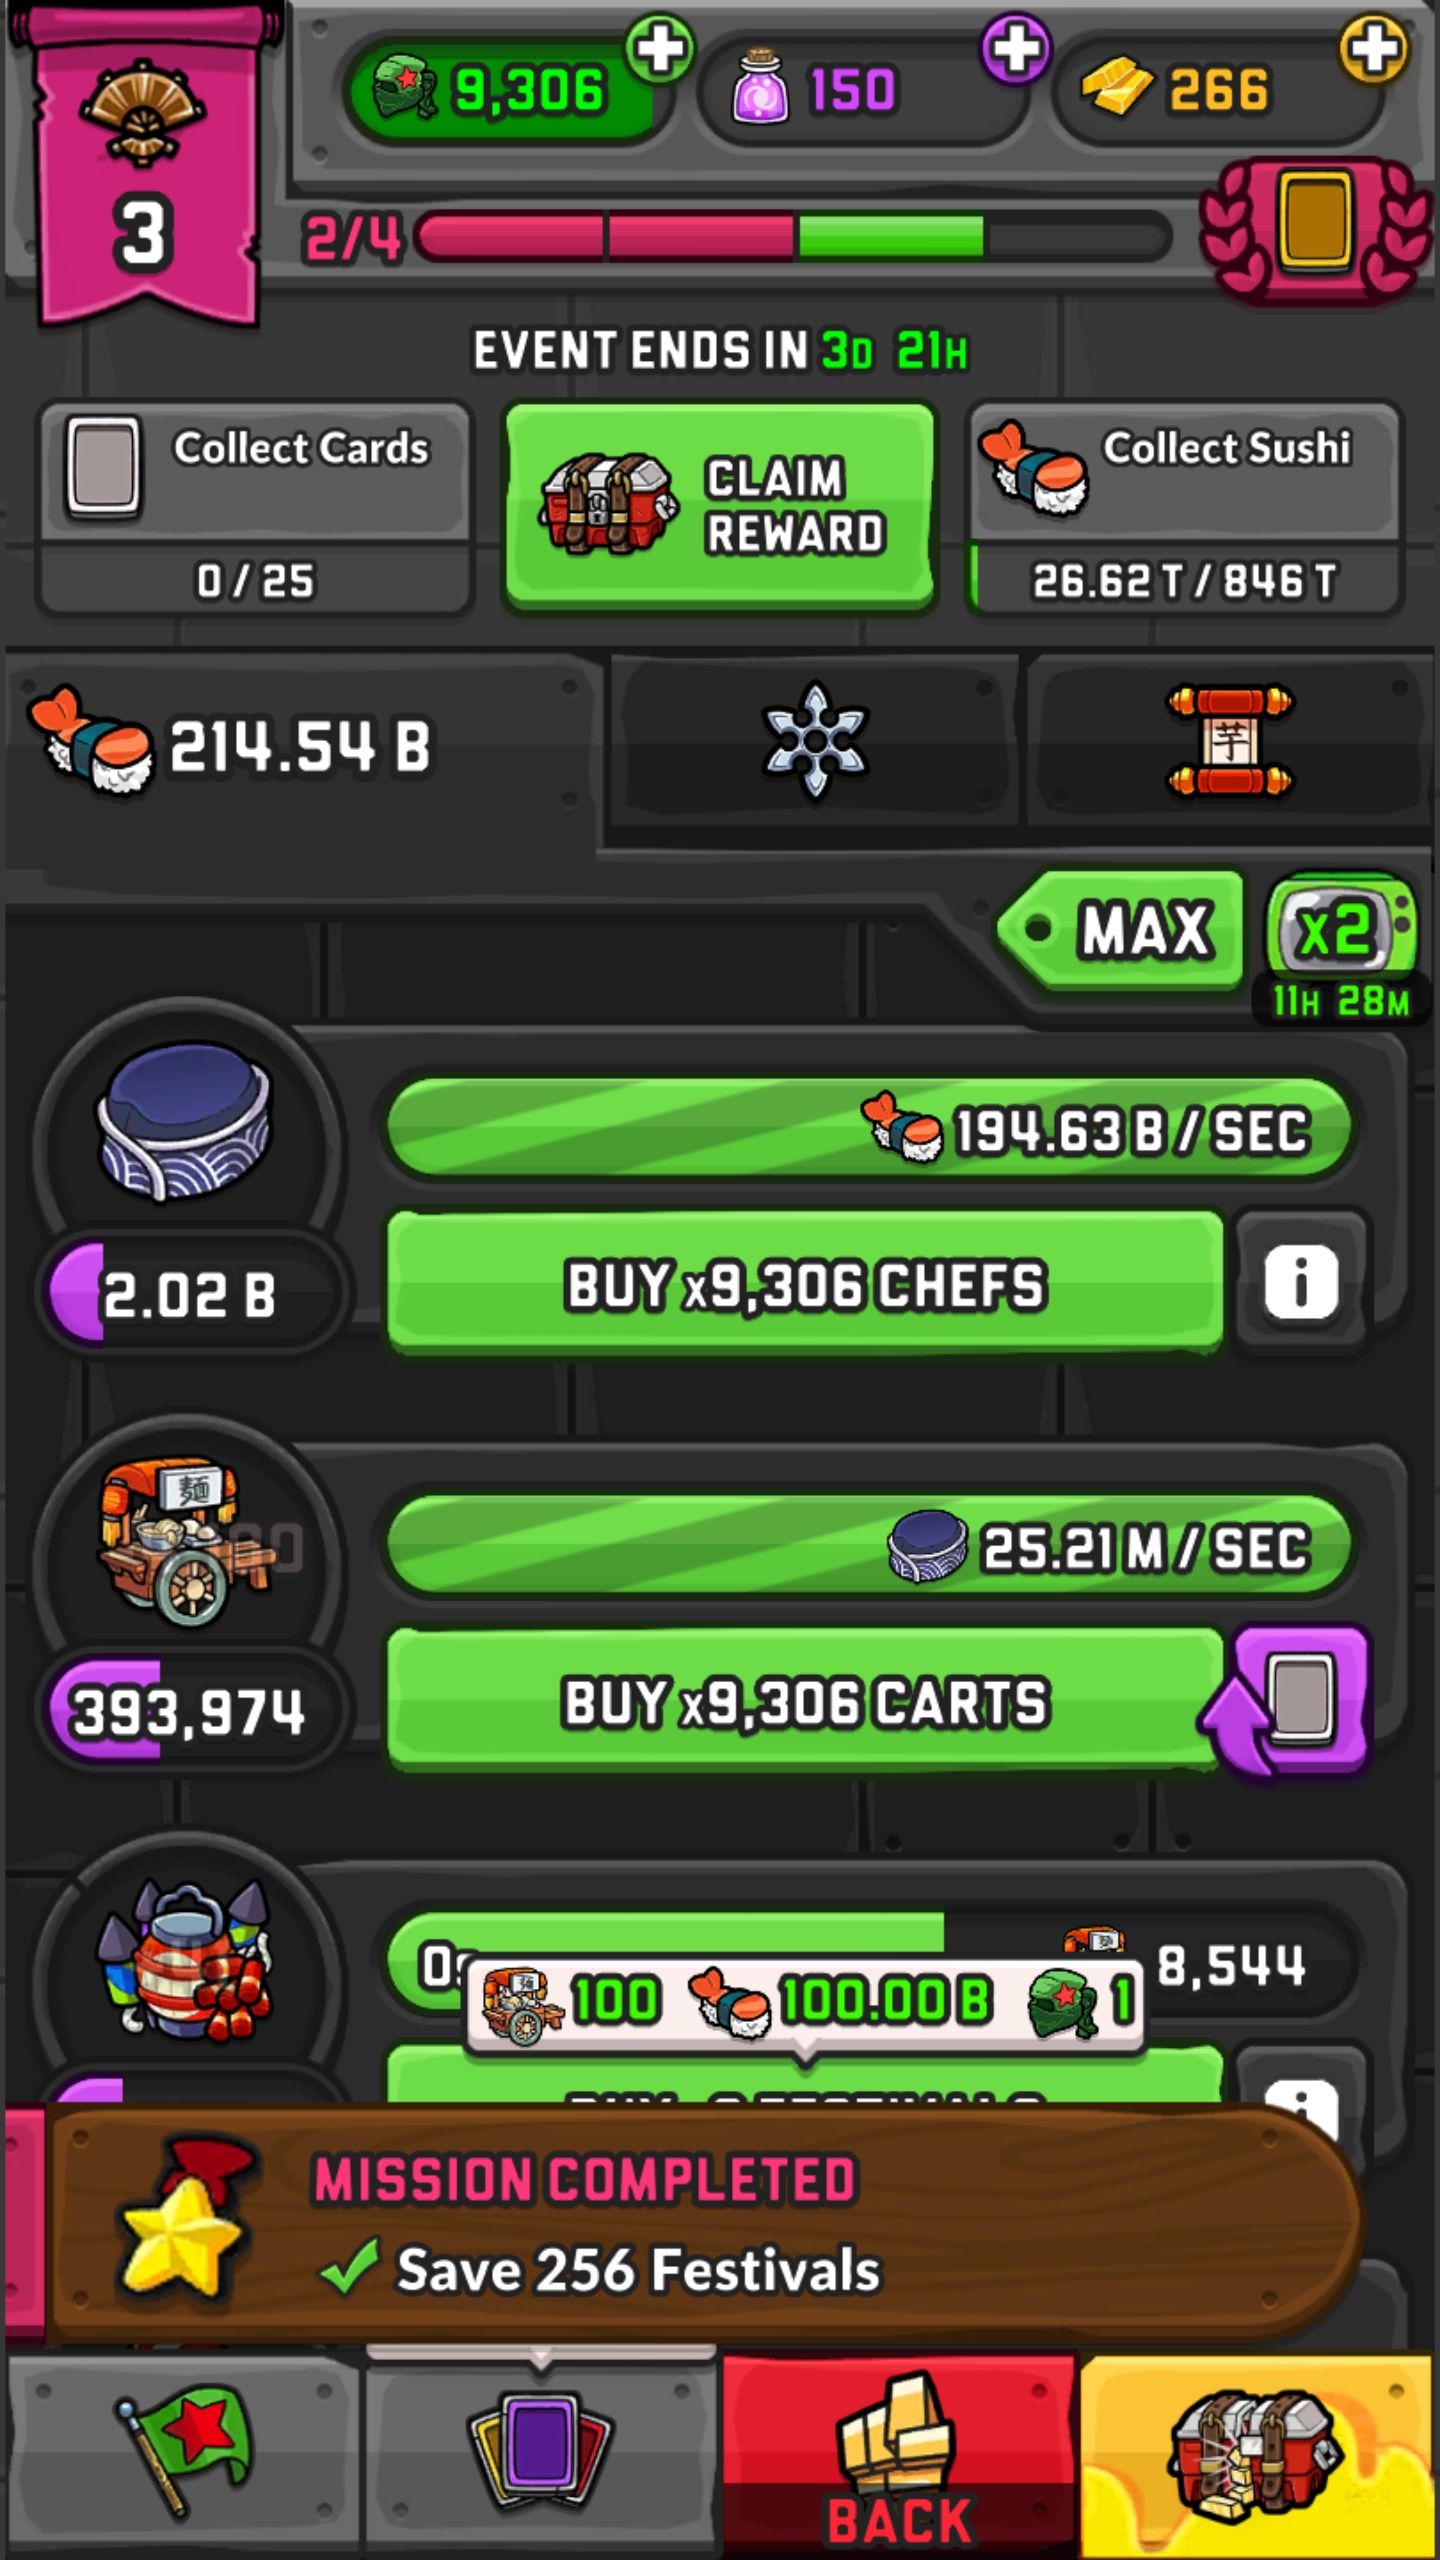 9,306
150
266
3
2/4
EVENT ENDS IN 3D 21H
Collect Cards
0 / 25
CLAIM
REWARD
Collect Sushi
26.62 T / 846 T
214.54 B
芋
MAX
x2
11H 28M
194.63 B / SEC
2.02 B
BUY x9,306 CHEFS
麺
25.21 M / SEC
393,974
BUY x9,306 CARTS
8,544
100
100.00 B
1
MISSION COMPLETED
Save 256 Festivals
BACK